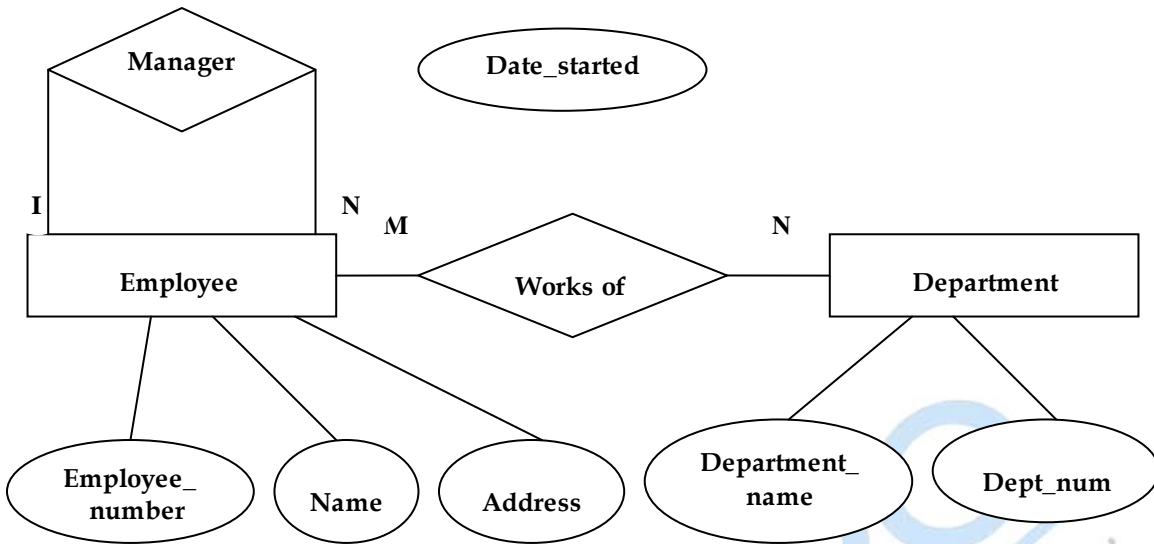 Manager
Date_started
I
N
M
N
Employee
Works of
Department
Employee_
number
Name
Address
Department_
name
Dept_num